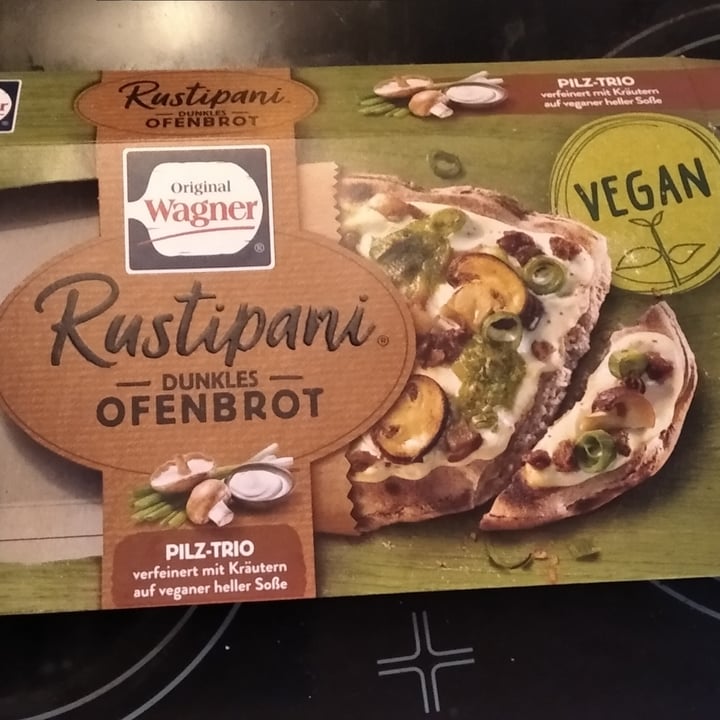 Rustipani
DUNKLES
OFENBROT
PILZ-TRIO
verfeinert mit Kräutern
auf veganer heller Soße
VEGAN
Original
Wagner
®
Rustipani®
DUNKLES
OFENBROT
PILZ-TRIO
verfeinert mit Kräutern
auf veganer heller Soße